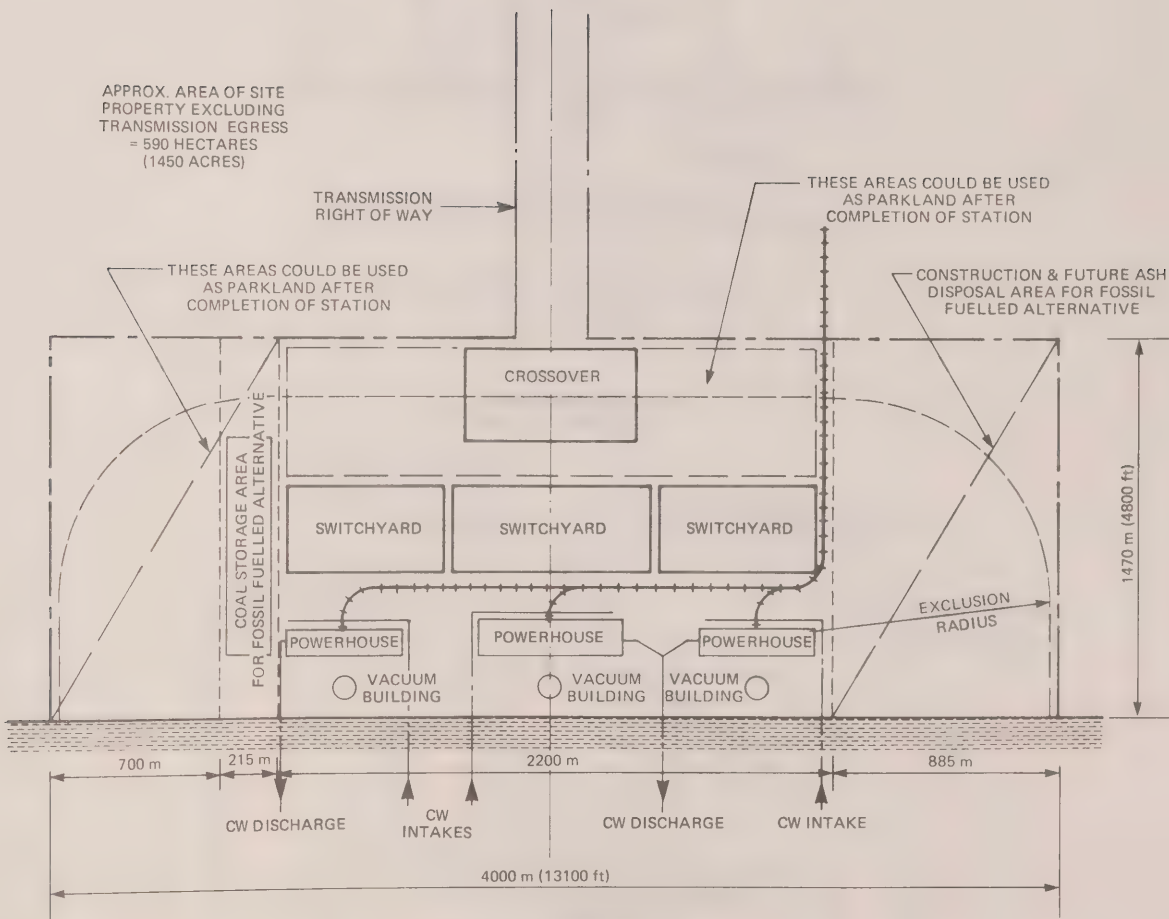 APPROX. AREA OF SITE
PROPERTY EXCLUDING
TRANSMISSION EGRESS
= 590 HECTARES
(1450 ACRES)
TRANSMISSION
RIGHT OF WAY
THESE AREAS COULD BE USED
AS PARKLAND AFTER
COMPLETION OF STATION
THESE AREAS COULD BE USED
AS PARKLAND AFTER
COMPLETION OF STATION
CONSTRUCTION & FUTURE ASH
DISPOSAL AREA FOR FOSSIL
FUELLED ALTERNATIVE
CROSSOVER
COAL STORAGE AREA
FOR FOSSIL FUELLED ALTERNATIVE
SWITCHYARD
SWITCHYARD
SWITCHYARD
1470 m (4800 ft)
EXCLUSION
RADIUS
POWERHOUSE
POWERHOUSE
POWERHOUSE
VACUUM
BUILDING
VACUUM
BUILDING
VACUUM
BUILDING
700 m
215 m
2200 m
885 m
CW DISCHARGE
CW
INTAKES
CW DISCHARGE
CW INTAKE
4000 m (13100 ft)